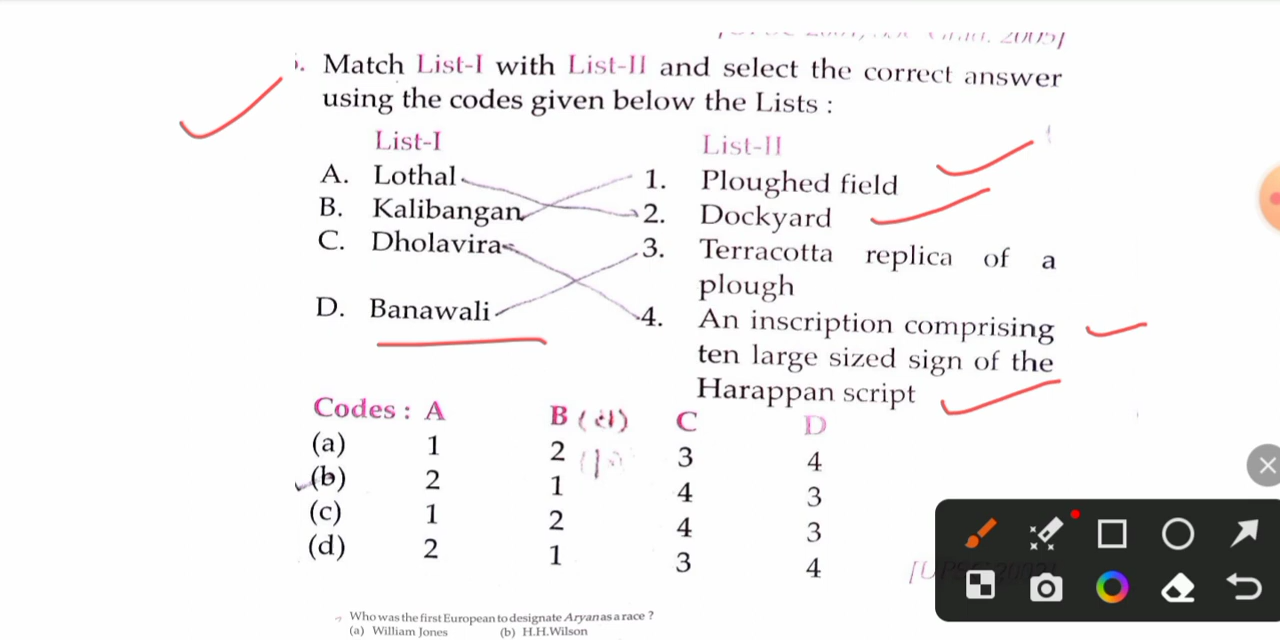 2005]
Match List-I with List-II and select the correct answer
using the codes given below the Lists :
List-I List-II
A. Lothal 1. Ploughed field
B. Kalibangan 2. Dockyard
C. Dholavira 3. Terracotta replica of a
plough
D. Banawali 4. An inscription comprising
ten large sized sign of the
Harappan script
Codes : A B C D
(a) 1 2 3 4
(b) 2 1 4 3
(c) 1 2 4 3
(d) 2 1 3 4
Who was the first European to designate Aryan as a race ?
(a) William Jones (b) H.H.Wilson